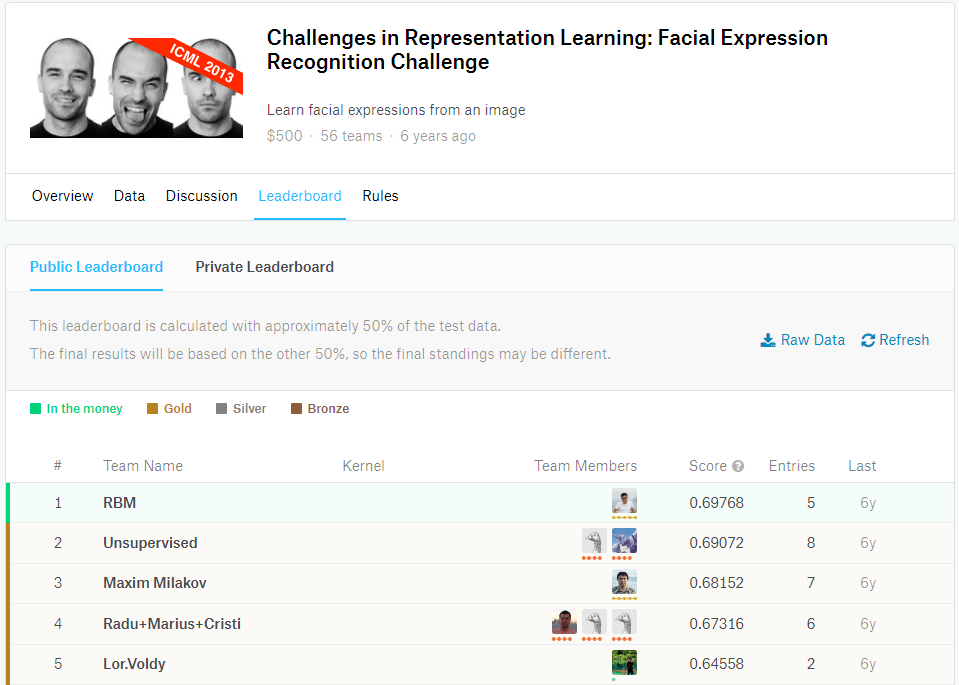 ICML 2013
Challenges in Representation Learning: Facial Expression
Recognition Challenge
Learn facial expressions from an image
$500 · 56 teams · 6 years ago
Overview Data Discussion Leaderboard Rules
Public Leaderboard Private Leaderboard
This leaderboard is calculated with approximately 50% of the test data.
The final results will be based on the other 50%, so the final standings may be different.
Raw Data Refresh
In the money Gold Silver Bronze
# Team Name Kernel Team Members Score ? Entries Last
1 RBM 0.69768 5 6y
2 Unsupervised 0.69072 8 6y
3 Maxim Milakov 0.68152 7 6y
4 Radu+Marius+Cristi 0.67316 6 6y
5 Lor.Voldy 0.64558 2 6y